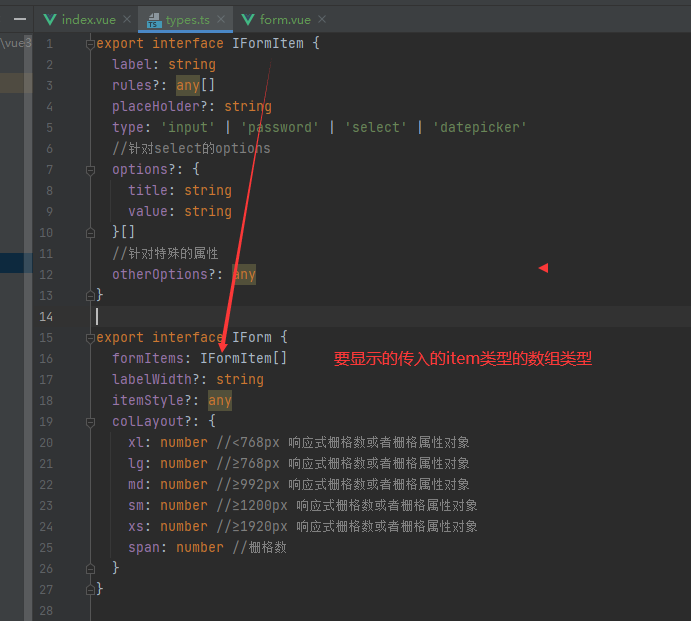 index.vue types.ts form.vue
\vue3
1 export interface IFormItem {
2 label: string
3 rules?: any[]
4 placeHolder?: string
5 type: 'input' | 'password' | 'select' | 'datepicker'
6 //针对select的options
7 options?: {
8 title: string
9 value: string
10 }[]
11 //针对特殊的属性
12 otherOptions?: any
13 }
14
15 export interface IForm {
16 formItems: IFormItem[] 要显示的传入的item类型的数组类型
17 labelWidth?: string
18 itemStyle?: any
19 colLayout?: {
20 xl: number //<768px 响应式栅格数或者栅格属性对象
21 lg: number //≥768px 响应式栅格数或者栅格属性对象
22 md: number //≥992px 响应式栅格数或者栅格属性对象
23 sm: number //≥1200px 响应式栅格数或者栅格属性对象
24 xs: number //≥1920px 响应式栅格数或者栅格属性对象
25 span: number //栅格数
26 }
27 }
28